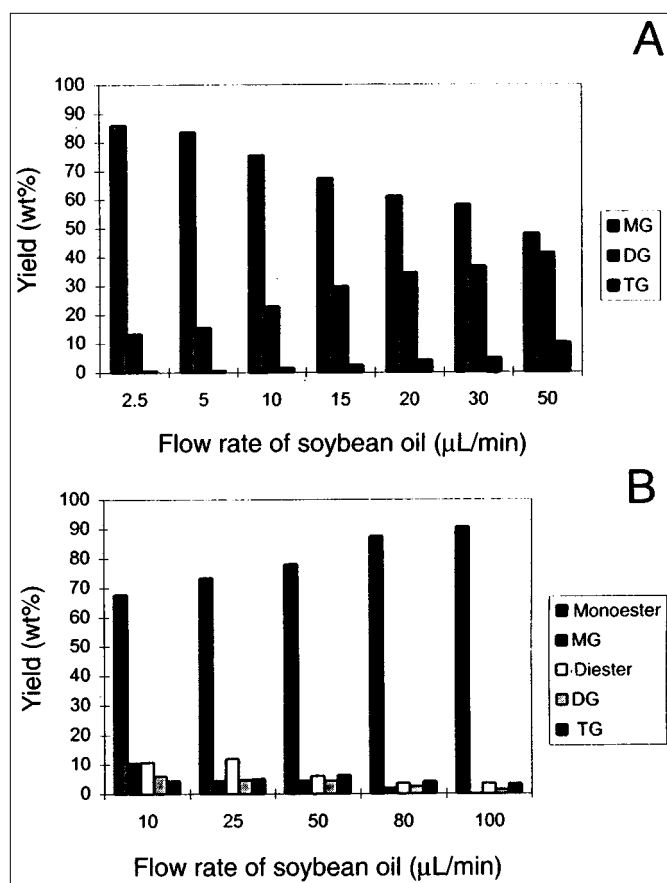 A
100
90
80
70
60
50
40
30
20
10
0
Yield (wt%)
2.5 5 10 15 20 30 50
Flow rate of soybean oil (µL/min)
MG
DG
TG
B
100
90
80
70
60
50
40
30
20
10
0
Yield (wt%)
10 25 50 80 100
Flow rate of soybean oil (µL/min)
Monoester
MG
Diester
DG
TG